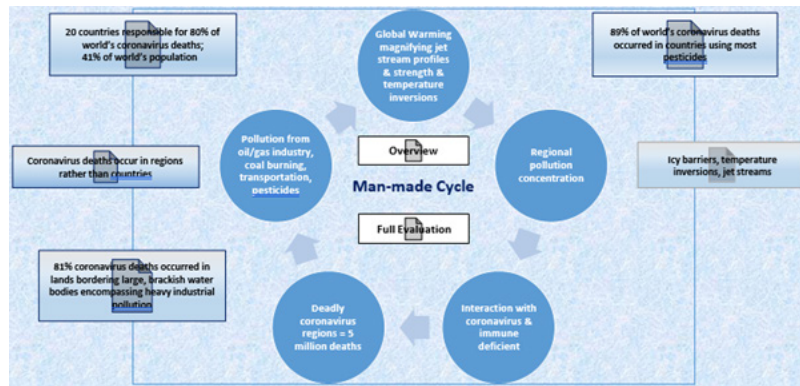 20 countries responsible for 80% of
world's coronavirus deaths;
41% of world's population
Global Warming
magnifying jet
stream profiles
& strength &
temperature
inversions
89% of world's coronavirus deaths
occurred in countries using most
pesticides
Pollution from
oil/gas industry,
coal burning,
transportation,
pesticides
Overview
Regional
pollution
concentration
Coronavirus deaths occur in regions
rather than countries
Man-made Cycle
Icy barriers, temperature
inversions, jet streams
Full Evaluation
81% coronavirus deaths occurred in
lands bordering large, brackish water
bodies encompassing heavy industrial
pollution
Deadly
coronavirus
regions = 5
million deaths
Interaction with
coronavirus &
immune
deficient